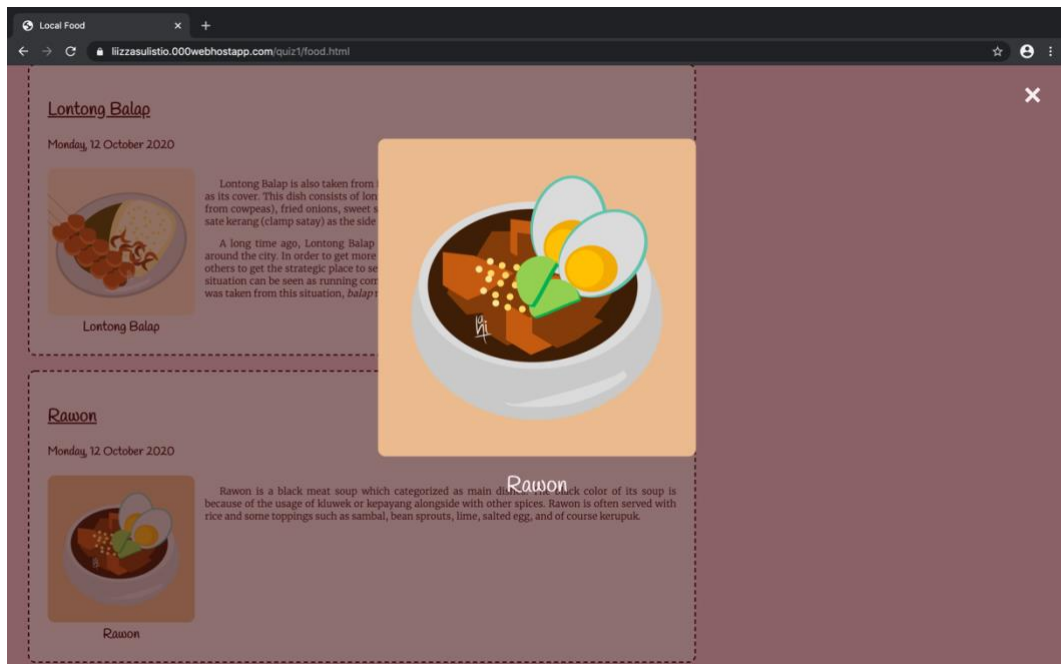 Local Food
liizzasulistio.000webhostapp.com/quiz1/food.html
Lontong Balap
Monday, 12 October 2020
Lontong Balap is also taken from
as its cover. This dish consists of lon
from cowpeas), fried onions, sweet s
sate kerang (clamp satay) as the side
A long time ago, Lontong Balap
around the city. In order to get more
others to get the strategic place to se
situation can be seen as running com
was taken from this situation, balap
Lontong Balap
Rawon
Rawon
Monday, 12 October 2020
Rawon is a black meat soup which categorized as main dishes. The black color of its soup is
because of the usage of kluwek or kepayang alongside with other spices. Rawon is often served with
rice and some toppings such as sambal, bean sprouts, lime, salted egg, and of course kerupuk.
Rawon